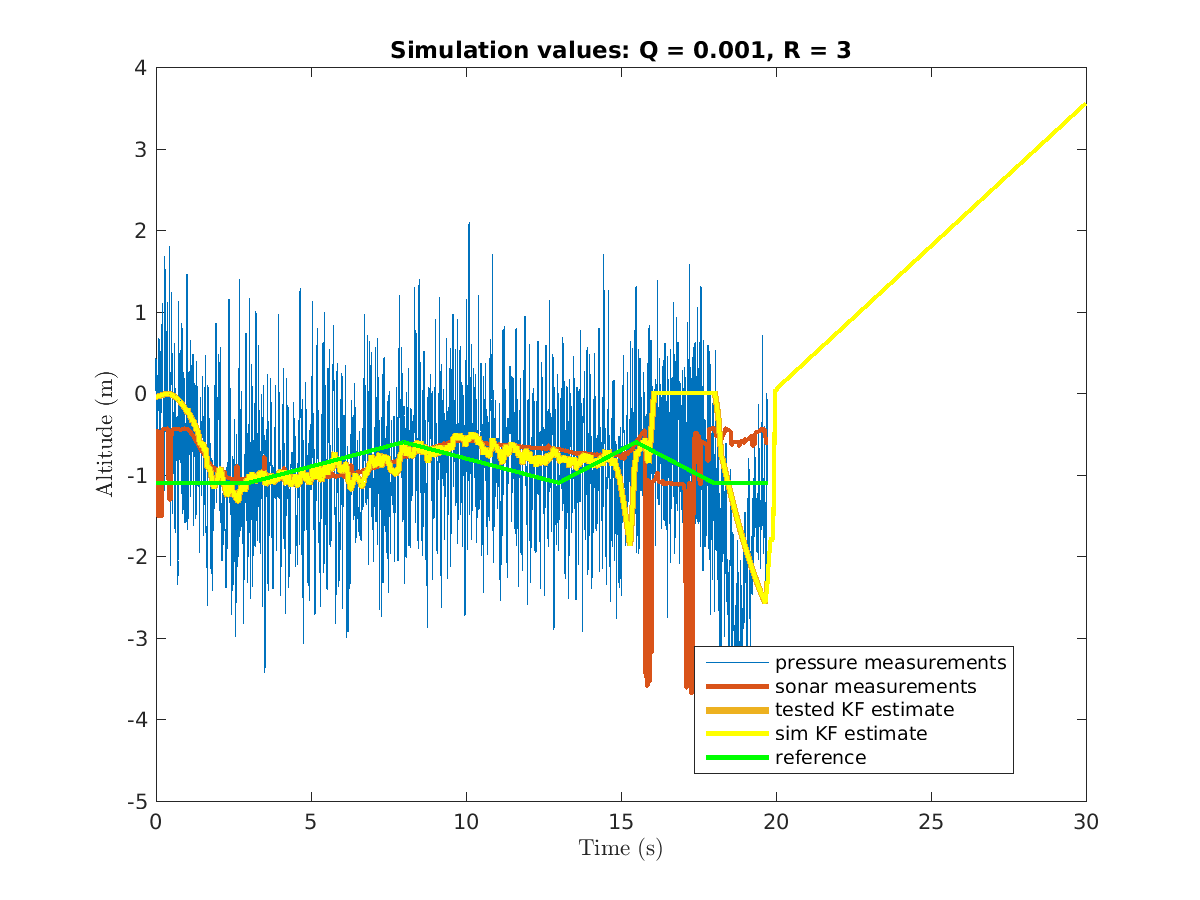 Simulation values: Q = 0.001, R = 3
4
3
2
1
0
-1
-2
-3
-4
-5
Altitude (m)
0 5 10 15 20 25 30
Time (s)
pressure measurements
sonar measurements
tested KF estimate
sim KF estimate
reference